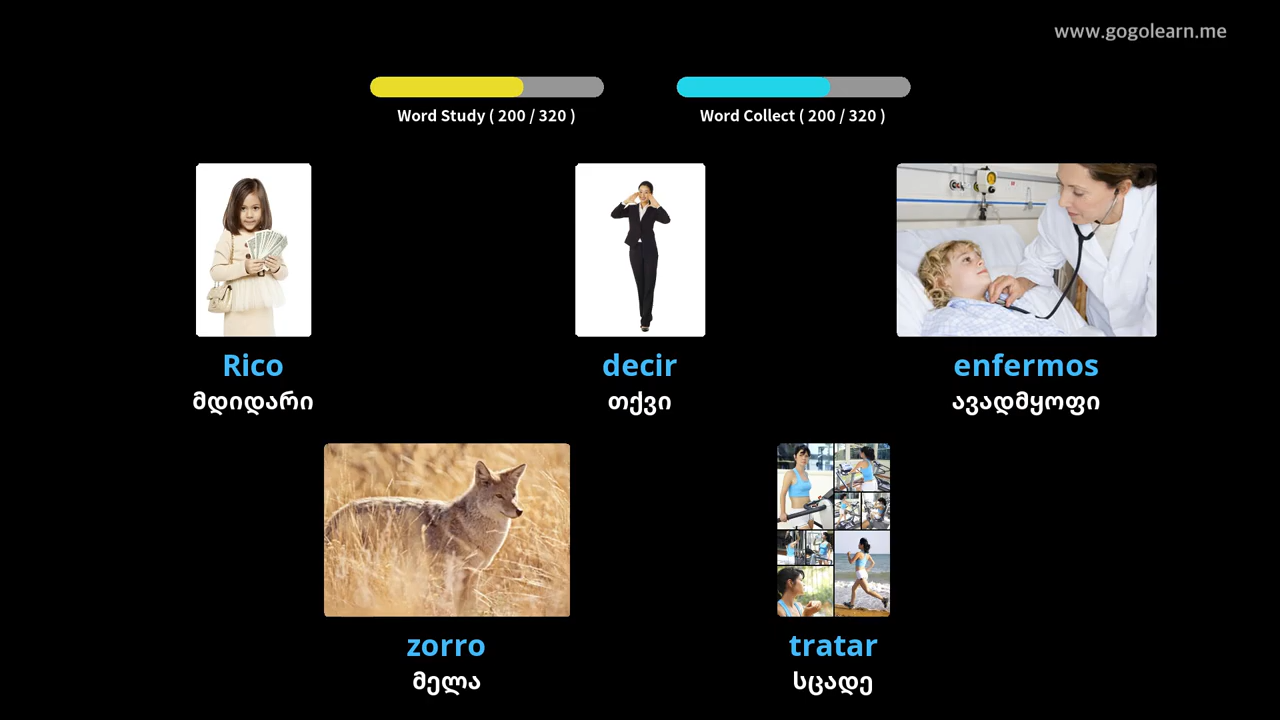 www.gogolearn.me
Word Study ( 200 / 320 )
Word Collect ( 200 / 320 )
Rico
მდიდარი
decir
თქვი
enfermos
ავადმყოფი
zorro
მელა
tratar
სცადე